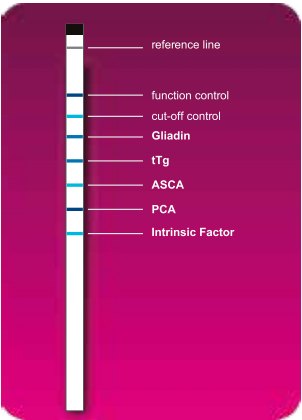 reference line
function control
cut-off control
Gliadin
tTg
ASCA
PCA
Intrinsic Factor